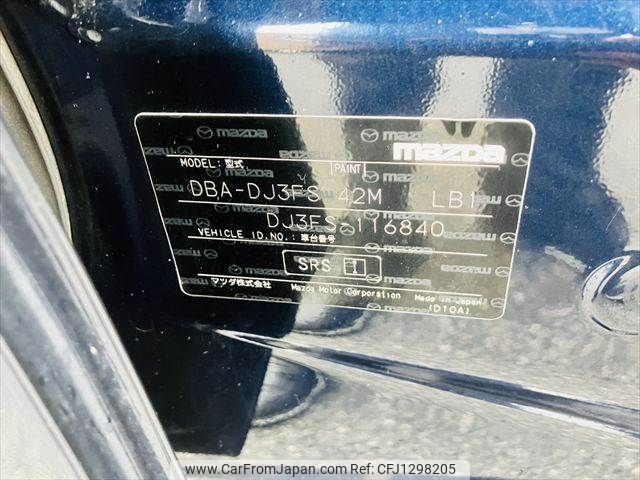 mazda
mazda
MODEL: 型式 PAINT
DBA-DJ3FS 42M LB1
DJ3FS-116840
VEHICLE ID.NO.: 車台番号
SRS
マツダ株式会社
Mazda Motor Corporation
Made in Japan
(D10A)
www.CarFromJapan.com - CFJ1298205